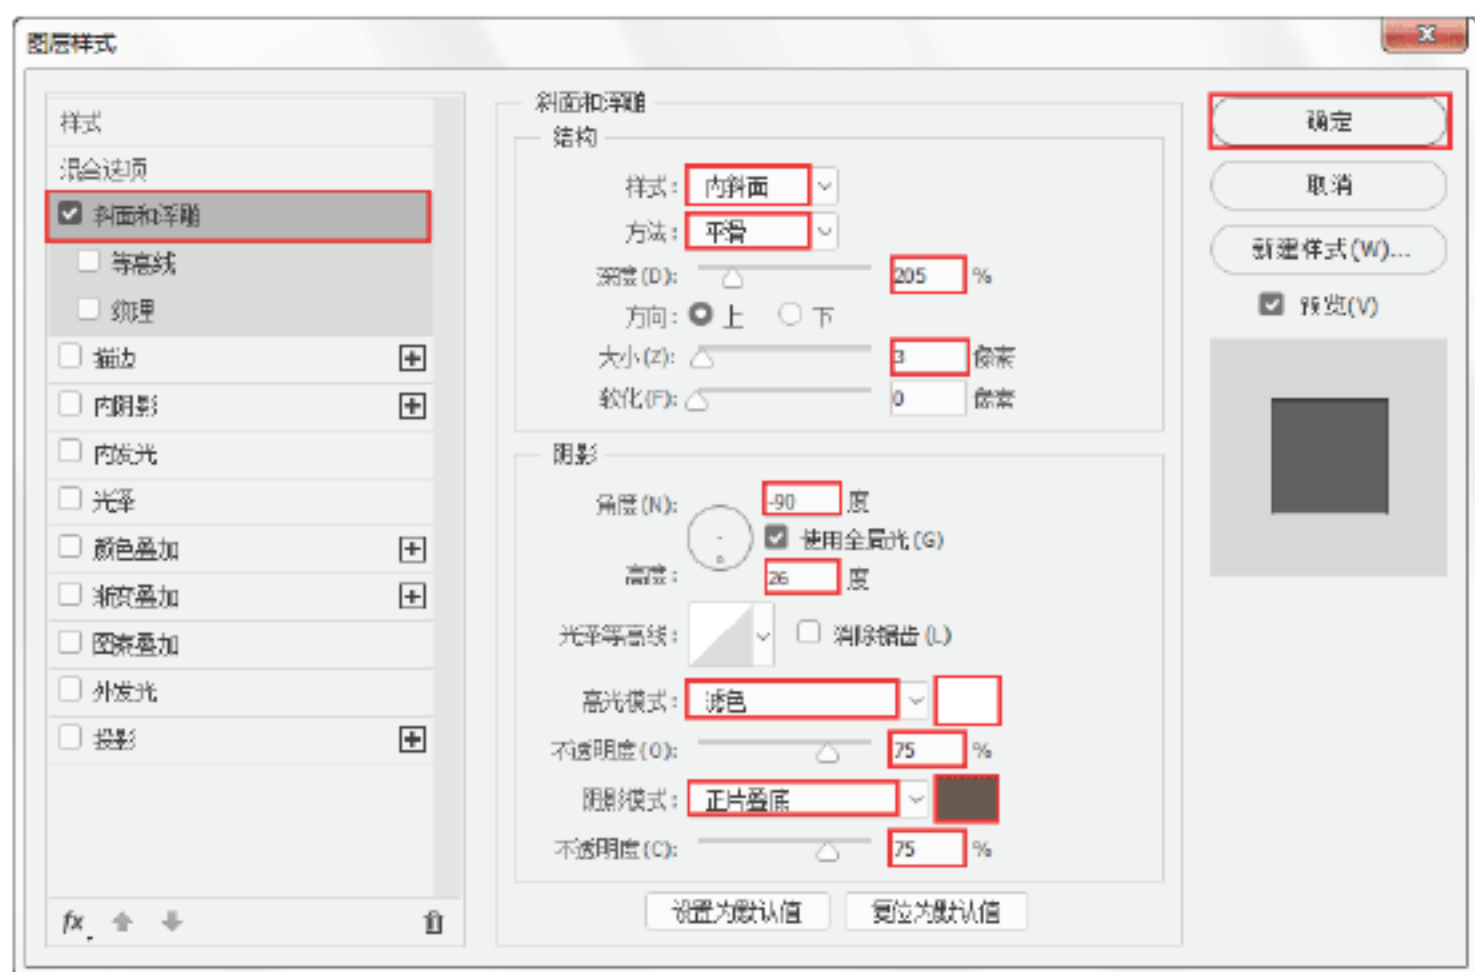 图层样式
样式
混合选项
斜面和浮雕
等高线
纹理
描边
内阴影
内发光
光泽
颜色叠加
渐变叠加
图案叠加
外发光
投影
fx
斜面和浮雕
结构
样式: 内斜面
方法: 平滑
深度(D): 205 %
方向: 上 下
大小(Z): 3 像素
软化(F): 0 像素
阴影
角度(N): -90 度
使用全局光(G)
高度: 26 度
光泽等高线: 消除锯齿(L)
高光模式: 滤色
不透明度(O): 75 %
阴影模式: 正片叠底
不透明度(C): 75 %
设置为默认值 复位为默认值
确定
取消
新建样式(W)...
预览(V)